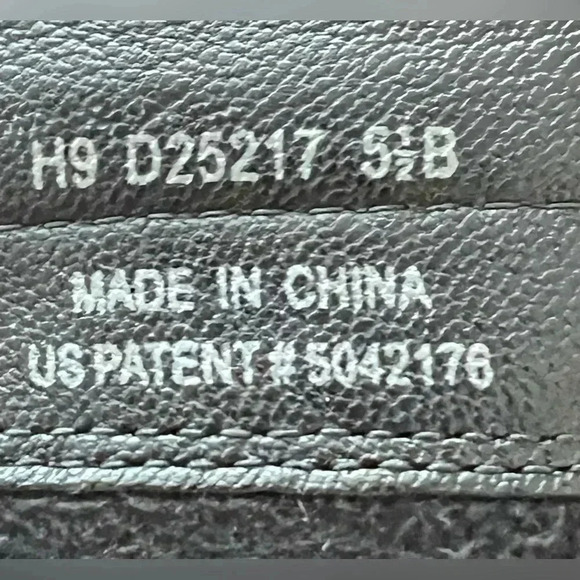 H9 D25217 5½B
MADE IN CHINA
US PATENT # 5042176